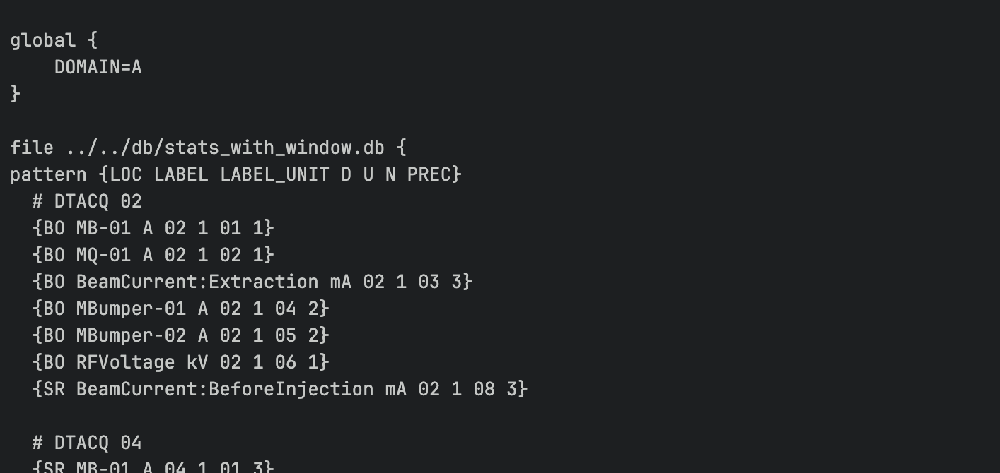 global {
    DOMAIN=A
}

file ../../db/stats_with_window.db {
pattern {LOC LABEL LABEL_UNIT D U N PREC}
  # DTACQ 02
  {BO MB-01 A 02 1 01 1}
  {BO MQ-01 A 02 1 02 1}
  {BO BeamCurrent:Extraction mA 02 1 03 3}
  {BO MBumper-01 A 02 1 04 2}
  {BO MBumper-02 A 02 1 05 2}
  {BO RFVoltage kV 02 1 06 1}
  {SR BeamCurrent:BeforeInjection mA 02 1 08 3}

  # DTACQ 04
  {SR MB-01 A 04 1 01 3}